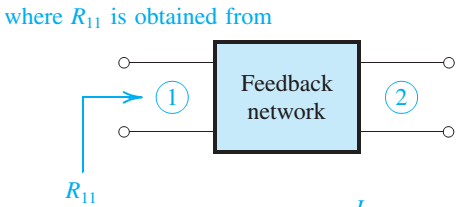 where R₁₁ is obtained from
Feedback
network
1
2
R₁₁